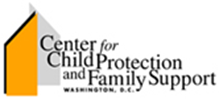 Center for
Child Protection
and Family Support
WASHINGTON, D.C.